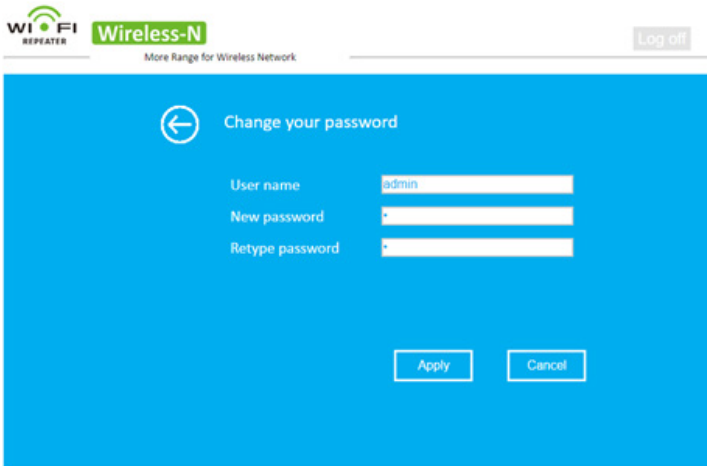 WI FI
REPEATER
Wireless-N
More Range for Wireless Network
Log off
Change your password
User name admin
New password •
Retype password •
Apply Cancel